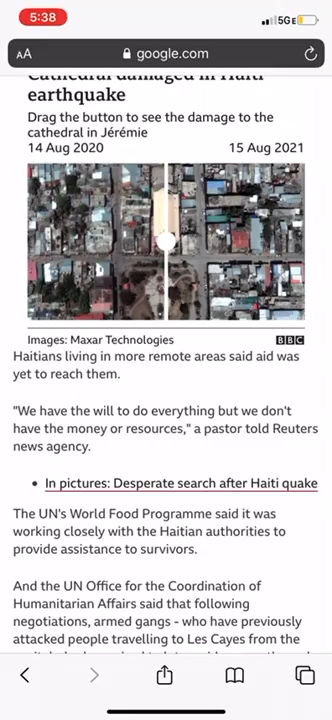 5:38
5GE
AA
google.com
Cathedral damaged in Haiti
earthquake
Drag the button to see the damage to the
cathedral in Jérémie
14 Aug 2020
15 Aug 2021
Images: Maxar Technologies
BBC
Haitians living in more remote areas said aid was
yet to reach them.
"We have the will to do everything but we don't
have the money or resources," a pastor told Reuters
news agency.
In pictures: Desperate search after Haiti quake
The UN's World Food Programme said it was
working closely with the Haitian authorities to
provide assistance to survivors.
And the UN Office for the Coordination of
Humanitarian Affairs said that following
negotiations, armed gangs - who have previously
attacked people travelling to Les Cayes from the